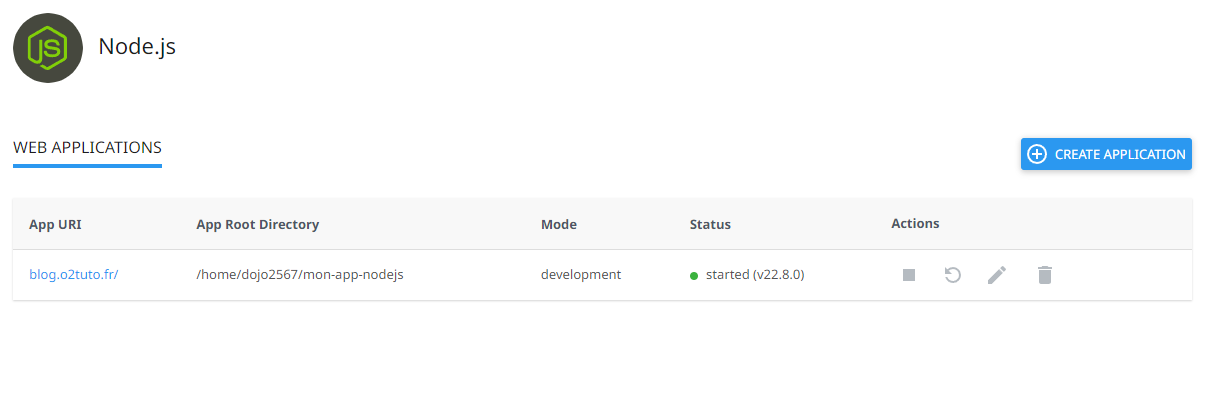 JS
Node.js
WEB APPLICATIONS
CREATE APPLICATION
App URI App Root Directory Mode Status Actions
blog.o2tuto.fr/ /home/dojo2567/mon-app-nodejs development started (v22.8.0)